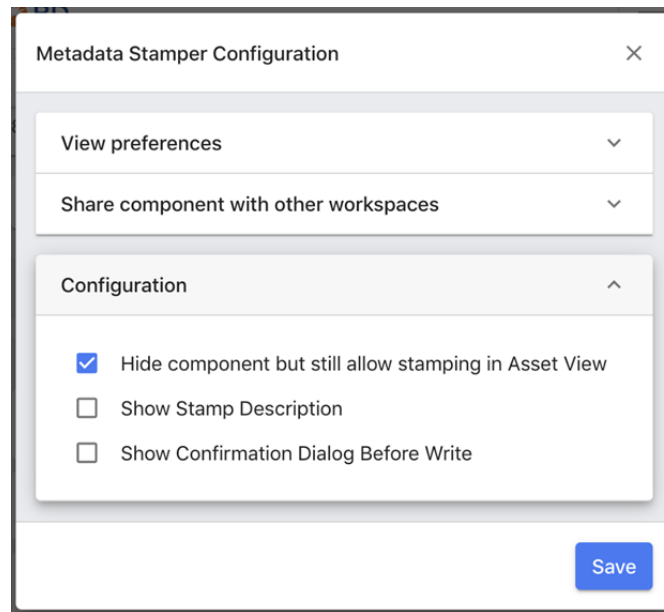 Metadata Stamper Configuration
View preferences
Share component with other workspaces
Configuration
Hide component but still allow stamping in Asset View
Show Stamp Description
Show Confirmation Dialog Before Write
Save